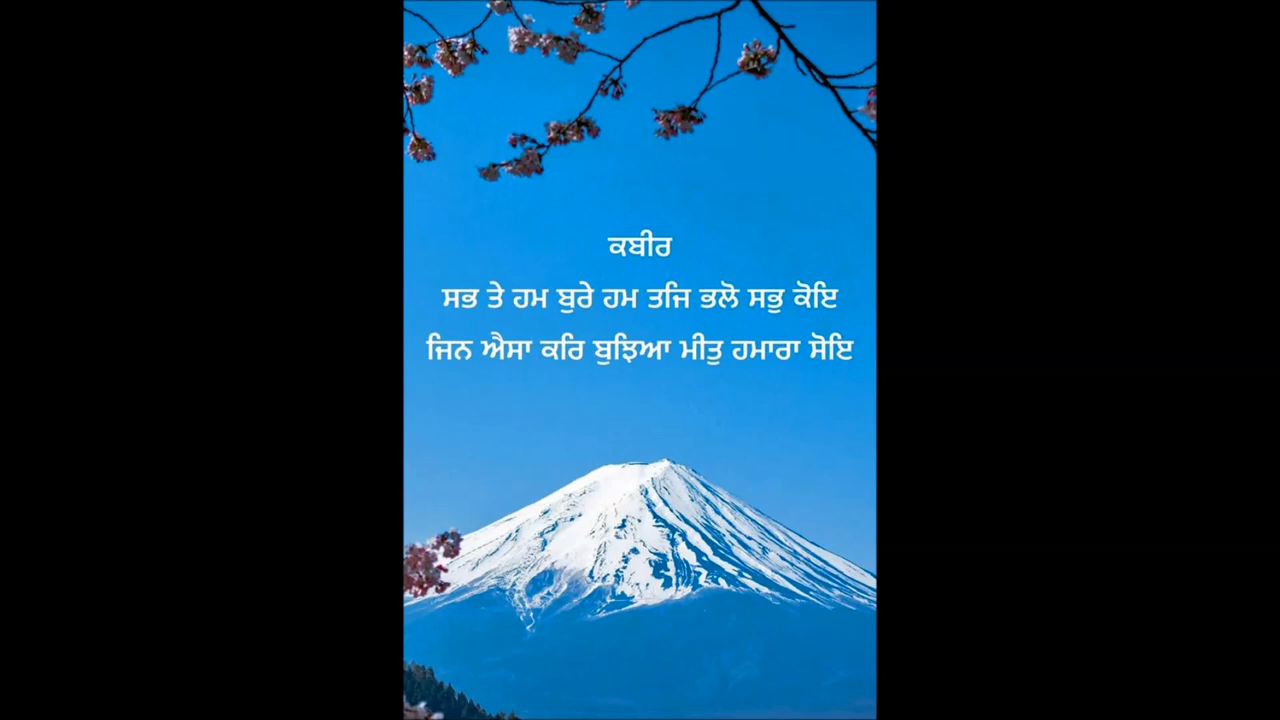 ਕਬੀਰ
ਸਭ ਤੇ ਹਮ ਬੁਰੇ ਹਮ ਤਜਿ ਭਲੋ ਸਭੁ ਕੋਇ
ਜਿਨ ਐਸਾ ਕਰਿ ਬੁਝਿਆ ਮੀਤੁ ਹਮਾਰਾ ਸੋਇ